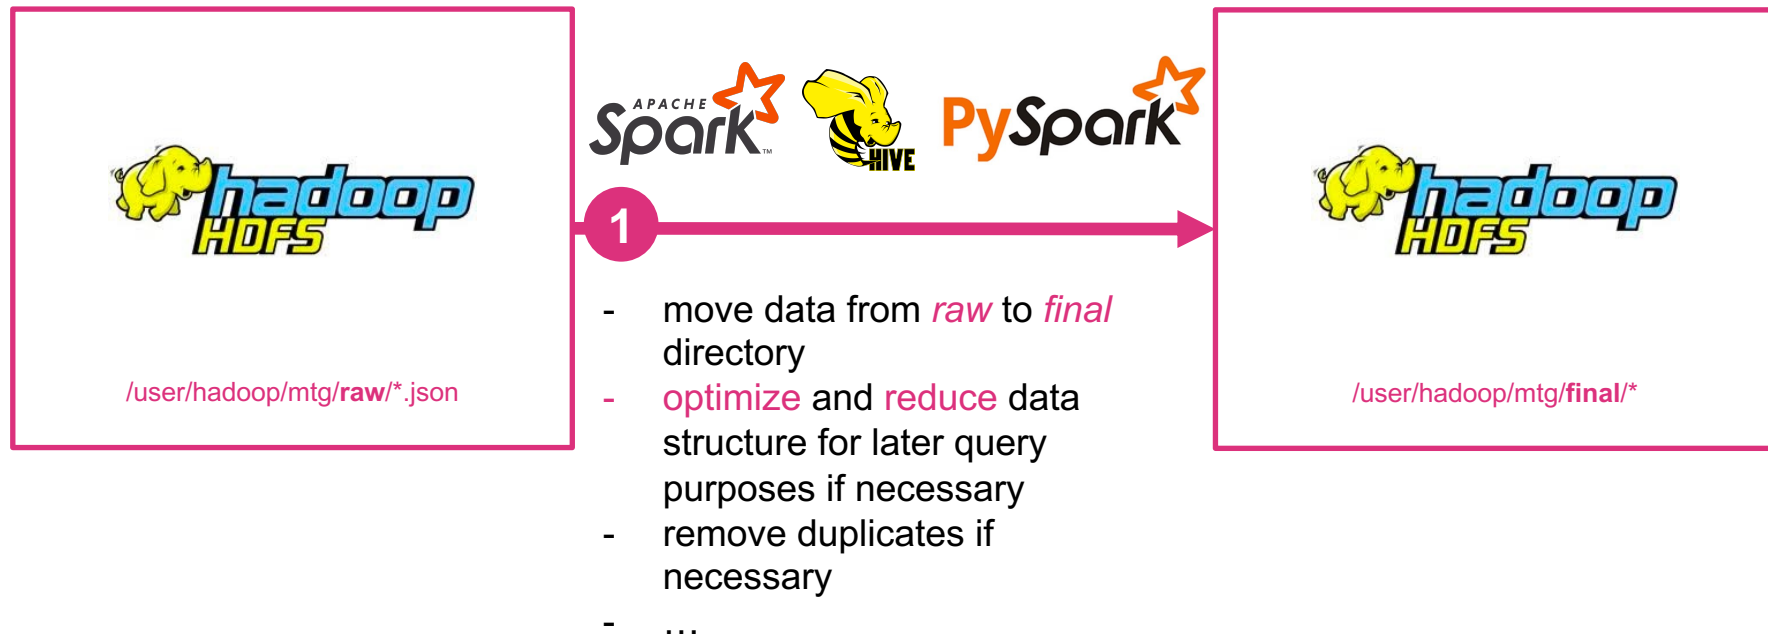 hadoop
HDFS
/user/hadoop/mtg/raw/*.json
APACHE
Spark™
HIVE
PySpark
1
- move data from raw to final
directory
- optimize and reduce data
structure for later query
purposes if necessary
- remove duplicates if
necessary
- ...
hadoop
HDFS
/user/hadoop/mtg/final/*